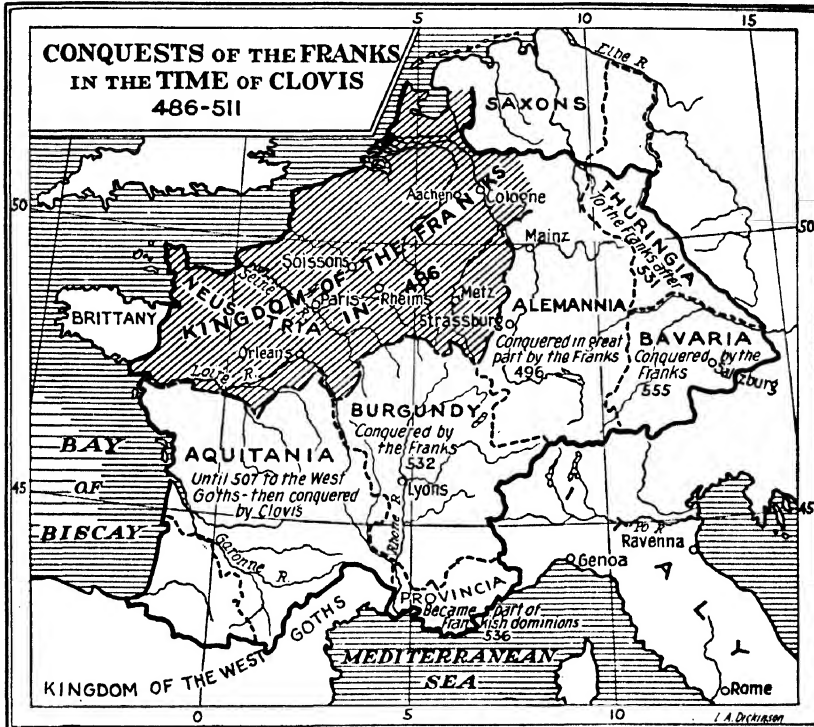 5
10
15
CONQUESTS OF THE FRANKS
IN THE TIME OF CLOVIS
486-511
Elbe R.
SAXONS
50
50
Aachen
Cologne
THURINGIA
To the Franks after
531
Mainz
Soissons
KINGDOM OF THE FRANKS
IN 486
NEUSTRIA
Seine R.
Paris
Rheims
Metz
BRITTANY
ALEMANNIA
Strassburg
Conquered in great
part by the Franks
496
BAVARIA
Conquered by the
Franks
555
Salzburg
Orleans
Loire R.
BURGUNDY
Conquered by
the Franks
532
AQUITANIA
Until 507 to the West
Goths-then conquered
by Clovis
BAY
OF
BISCAY
Lyons
45
45
Rhone R.
Po R.
Ravenna
Genoa
Garonne R.
PROVINCIA
Became part of
Frankish dominions
536
ITALY
KINGDOM OF THE WEST GOTHS
MEDITERRANEAN
SEA
Rome
0
5
10
L A. Dickinson